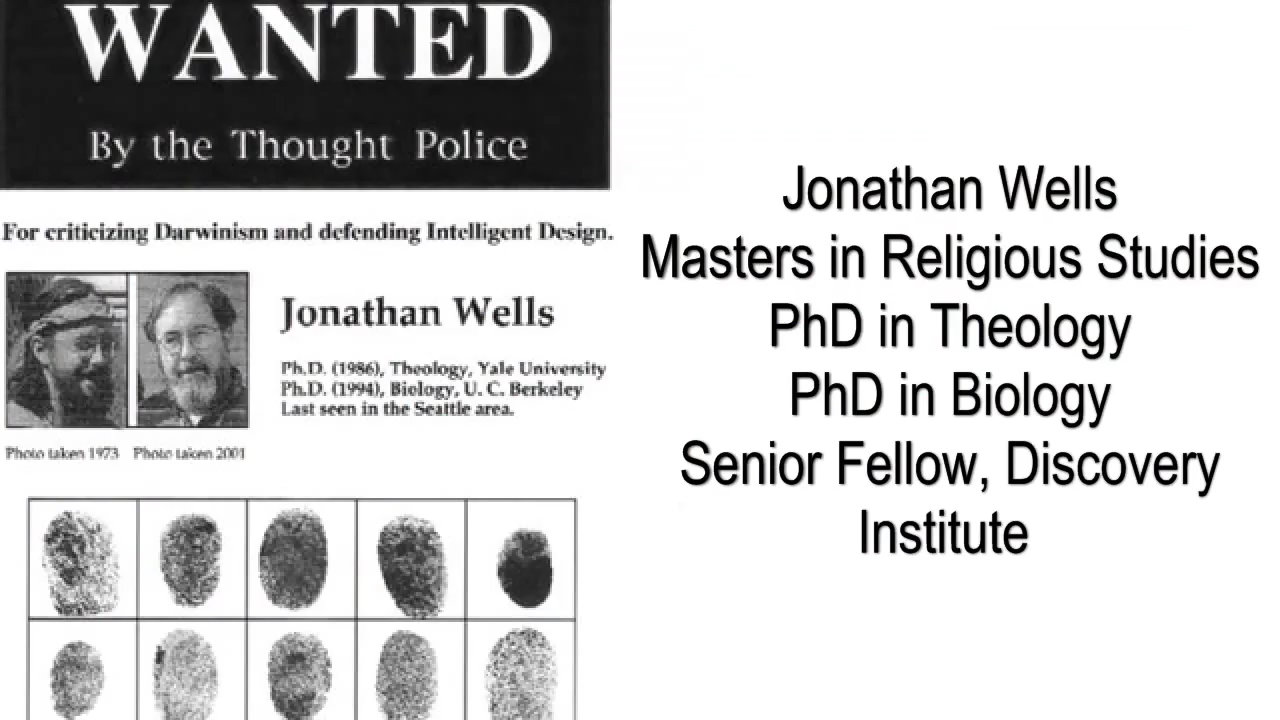 WANTED
By the Thought Police
For criticizing Darwinism and defending Intelligent Design.
Jonathan Wells
Ph.D. (1986), Theology, Yale University
Ph.D. (1994), Biology, U. C. Berkeley
Last seen in the Seattle area.
Photo taken 1973 Photo taken 2001
Jonathan Wells
Masters in Religious Studies
PhD in Theology
PhD in Biology
Senior Fellow, Discovery
Institute